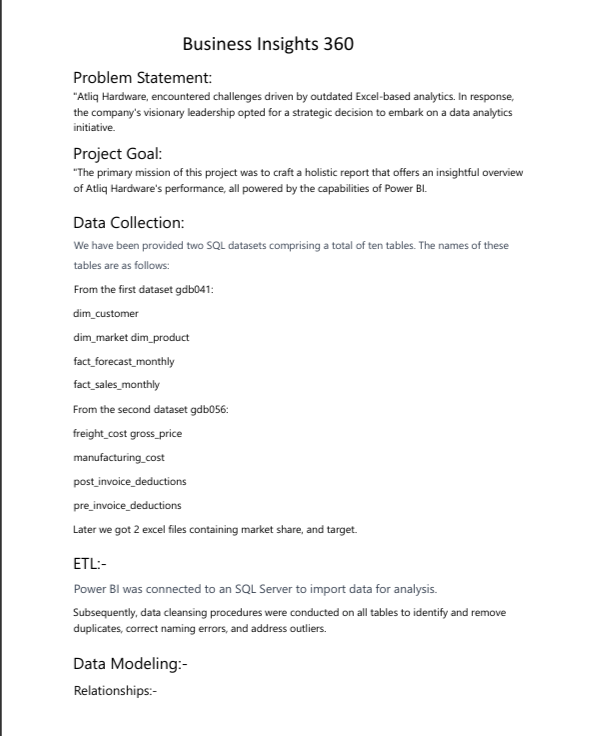 Business Insights 360
Problem Statement:
"Atliq Hardware, encountered challenges driven by outdated Excel-based analytics. In response,
the company's visionary leadership opted for a strategic decision to embark on a data analytics
initiative.
Project Goal:
"The primary mission of this project was to craft a holistic report that offers an insightful overview
of Atliq Hardware's performance, all powered by the capabilities of Power BI.
Data Collection:
We have been provided two SQL datasets comprising a total of ten tables. The names of these
tables are as follows:
From the first dataset gdb041:
dim_customer
dim_market dim_product
fact_forecast_monthly
fact_sales_monthly
From the second dataset gdb056:
freight_cost gross_price
manufacturing_cost
post_invoice_deductions
pre_invoice_deductions
Later we got 2 excel files containing market share, and target.
ETL:-
Power BI was connected to an SQL Server to import data for analysis.
Subsequently, data cleansing procedures were conducted on all tables to identify and remove
duplicates, correct naming errors, and address outliers.
Data Modeling:-
Relationships:-